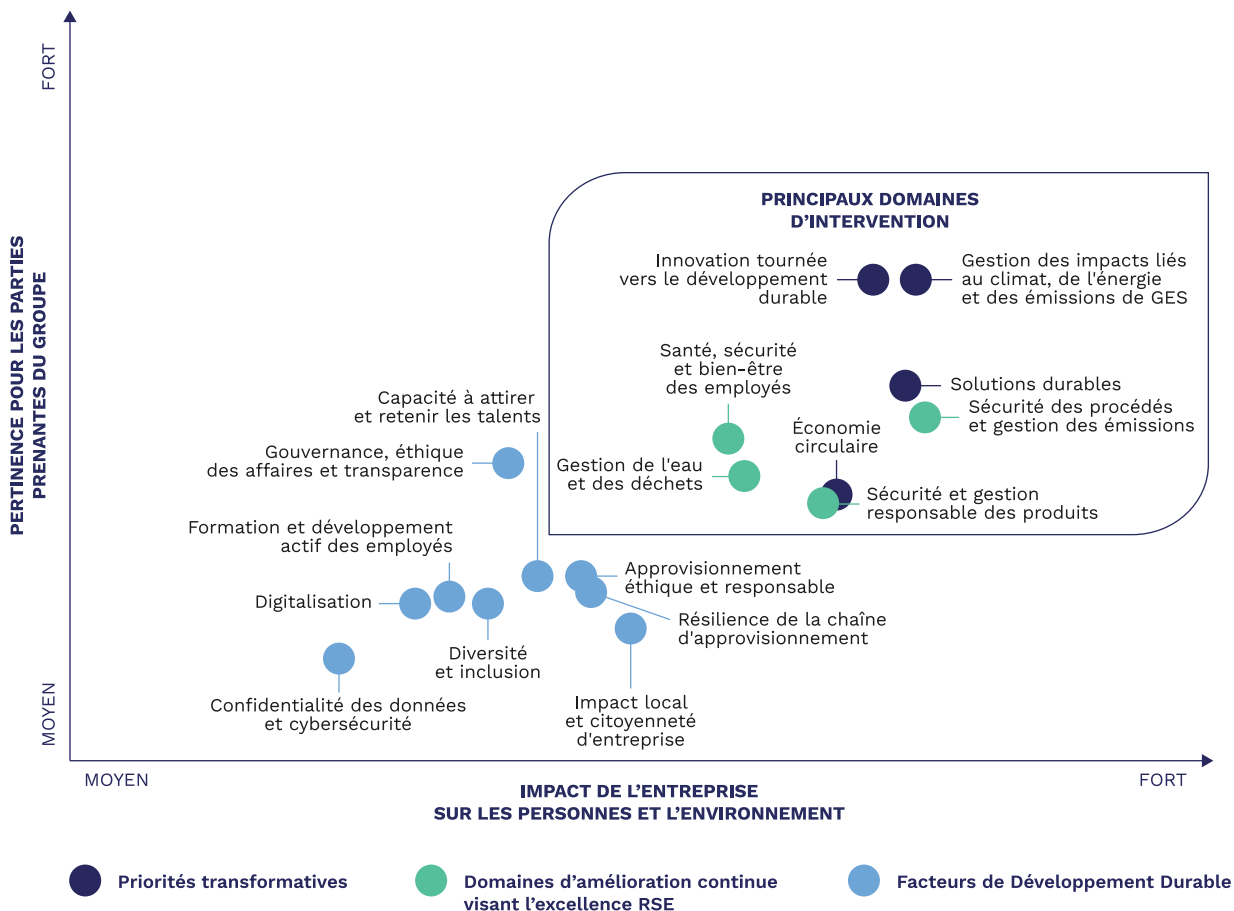 FORT
PERTINENCE POUR LES PARTIES
PRENANTES DU GROUPE
MOYEN
PRINCIPAUX DOMAINES
D'INTERVENTION
Innovation tournée
vers le développement
durable
Gestion des impacts liés
au climat, de l'énergie
et des émissions de GES
Santé, sécurité
et bien-être
des employés
Solutions durables
Sécurité des procédés
et gestion des émissions
Économie
circulaire
Gestion de l'eau
et des déchets
Sécurité et gestion
responsable des produits
Capacité à attirer
et retenir les talents
Gouvernance, éthique
des affaires et transparence
Formation et développement
actif des employés
Digitalisation
Approvisionnement
éthique et responsable
Résilience de la chaîne
d'approvisionnement
Diversité
et inclusion
Confidentialité des données
et cybersécurité
Impact local
et citoyenneté
d'entreprise
MOYEN
FORT
IMPACT DE L'ENTREPRISE
SUR LES PERSONNES ET L'ENVIRONNEMENT
Priorités transformatives
Domaines d'amélioration continue
visant l'excellence RSE
Facteurs de Développement Durable